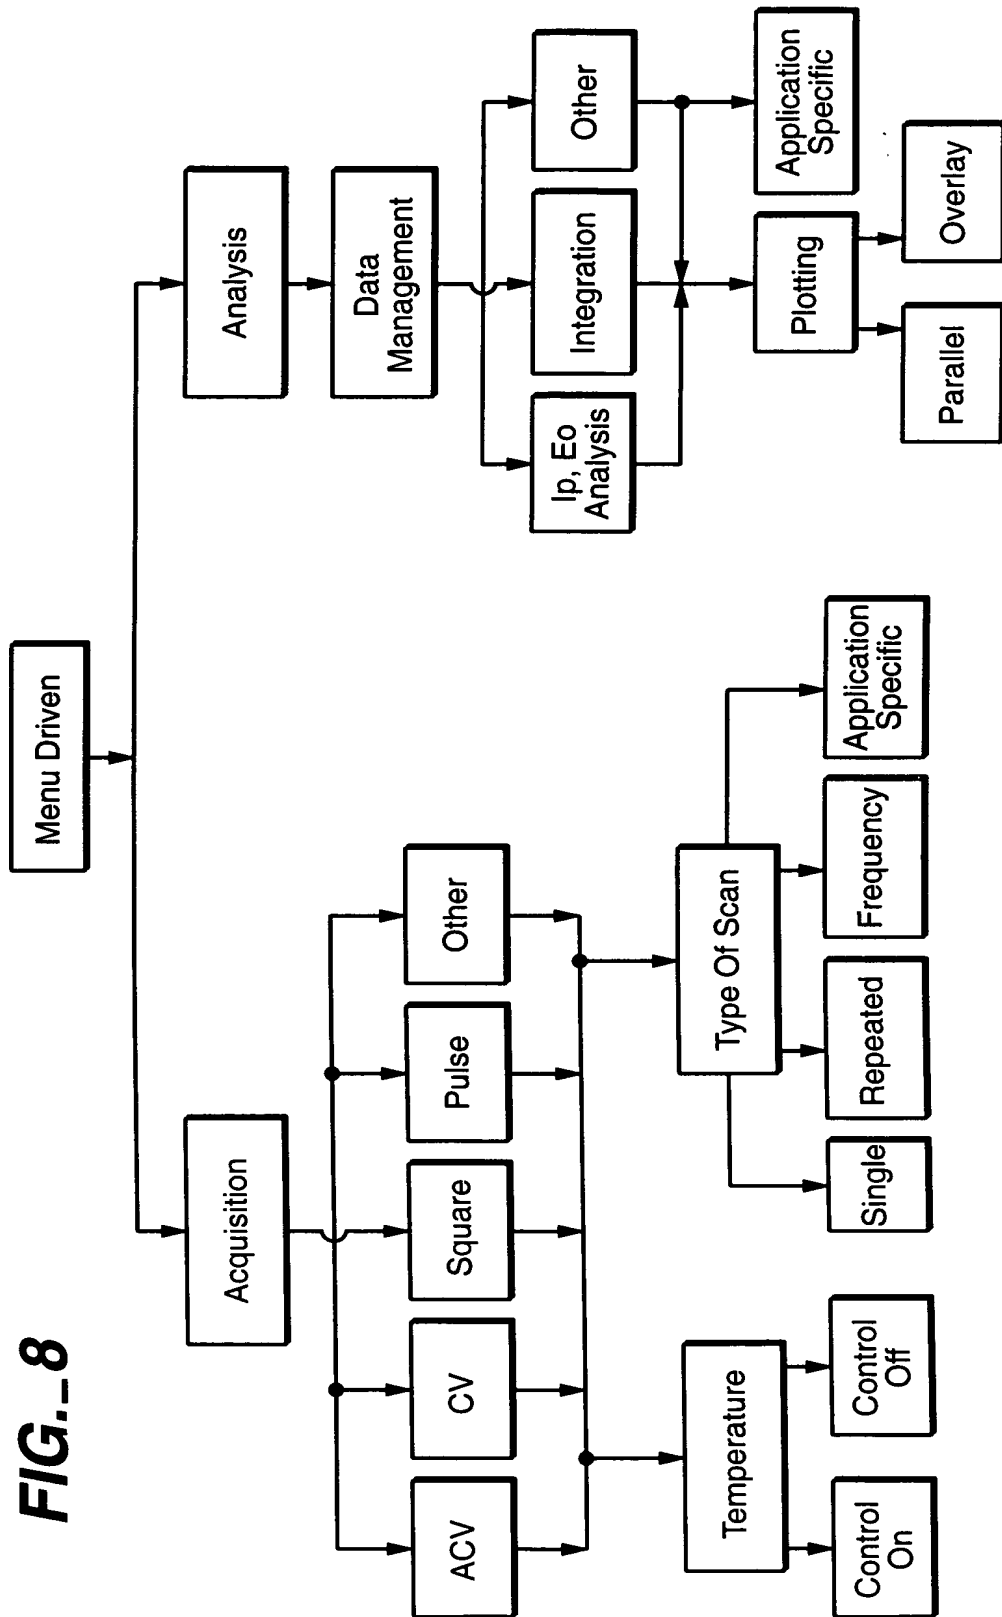 FIG._8
Menu Driven
Acquisition
Analysis
ACV
CV
Square
Pulse
Other
Data
Management
Temperature
Type Of Scan
Ip, Eo
Analysis
Integration
Other
Control
On
Control
Off
Single
Repeated
Frequency
Application
Specific
Plotting
Application
Specific
Parallel
Overlay